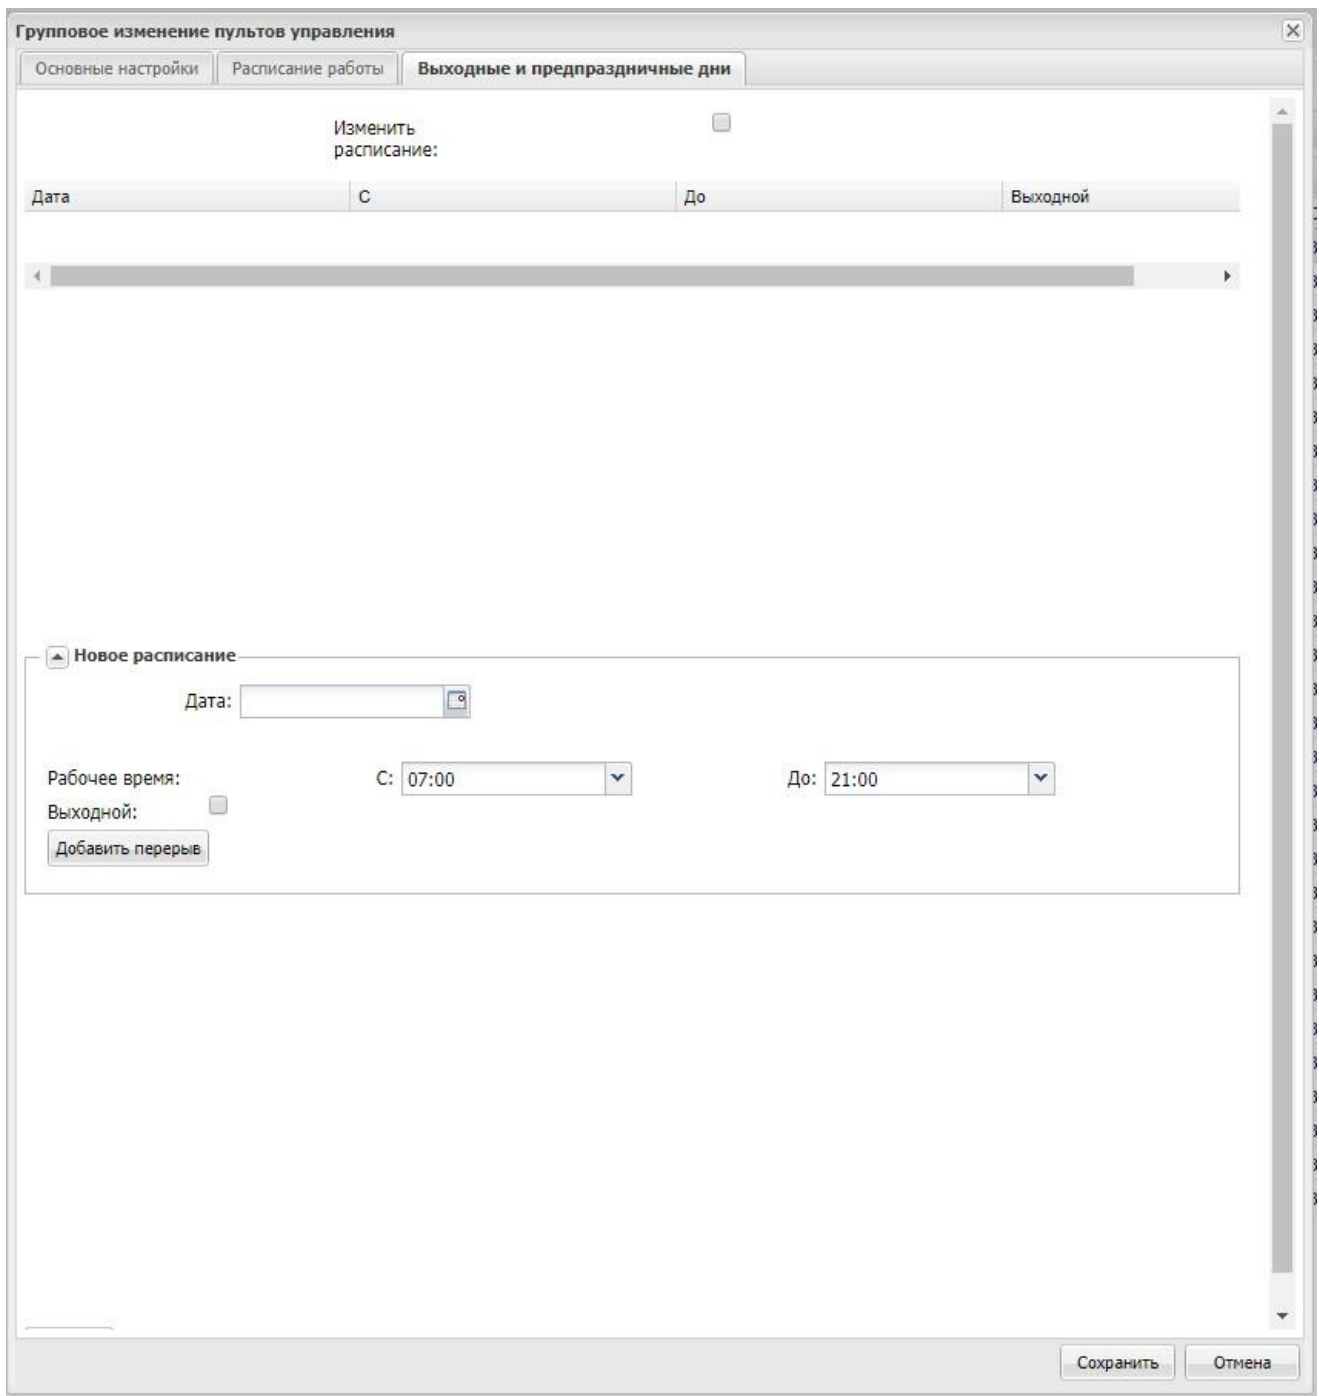 Групповое изменение пультов управления
Основные настройки Расписание работы Выходные и предпраздничные дни
Изменить
расписание:
Дата С До Выходной
Новое расписание
Дата:
Рабочее время: С: 07:00 До: 21:00
Выходной:
Добавить перерыв
Сохранить Отмена